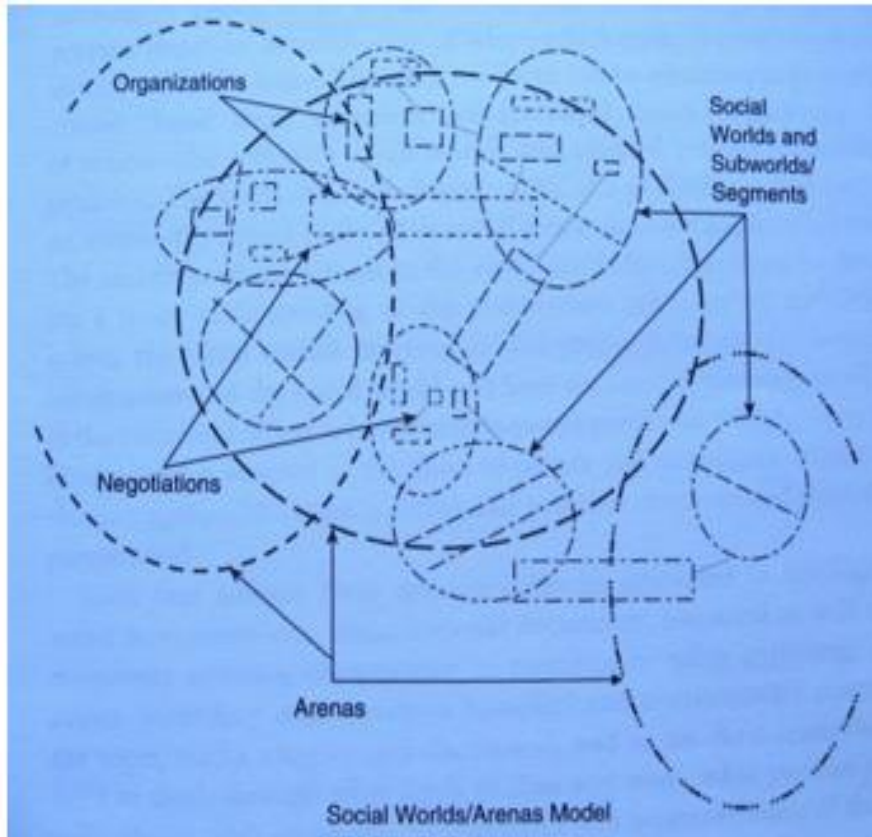 Organizations
Social
Worlds and
Subworlds/
Segments
Negotiations
Arenas
Social Worlds/Arenas Model